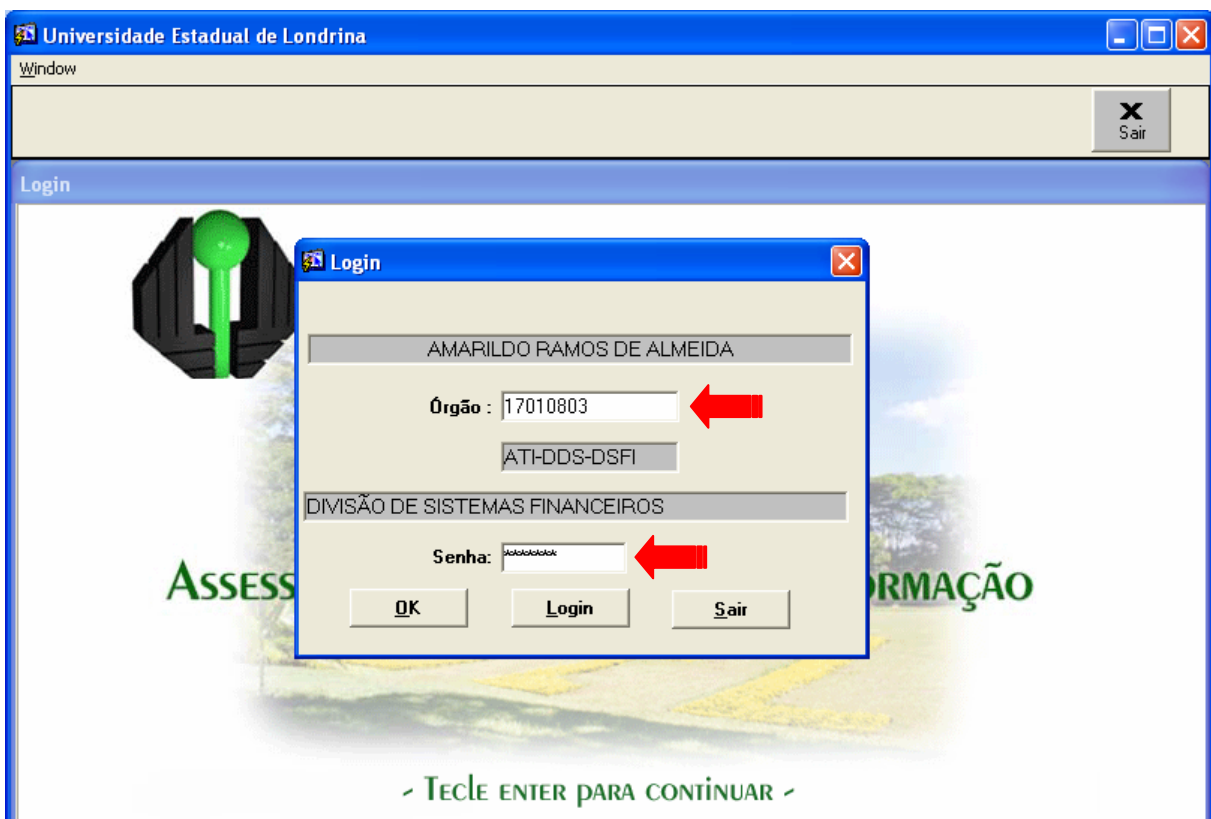 Universidade Estadual de Londrina
Window
X
Sair
Login
Login
AMARILDO RAMOS DE ALMEIDA
Órgão : 17010803
ATI-DDS-DSFI
DIVISÃO DE SISTEMAS FINANCEIROS
Senha: ********
OK Login Sair
ASSESS RMAÇÃO
- TECLE ENTER PARA CONTINUAR -